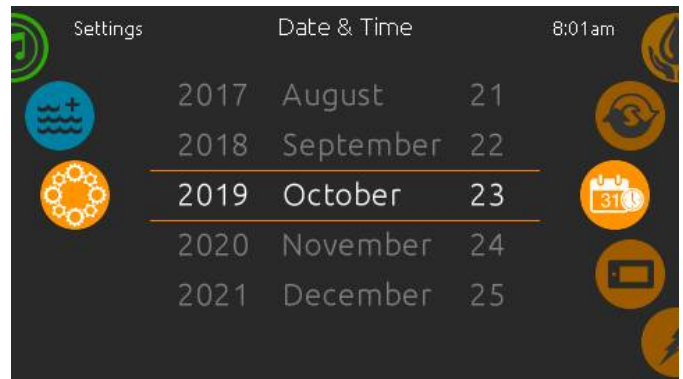 Settings Date & Time 8:01am
2017 August 21
2018 September 22
2019 October 23
31
2020 November 24
2021 December 25